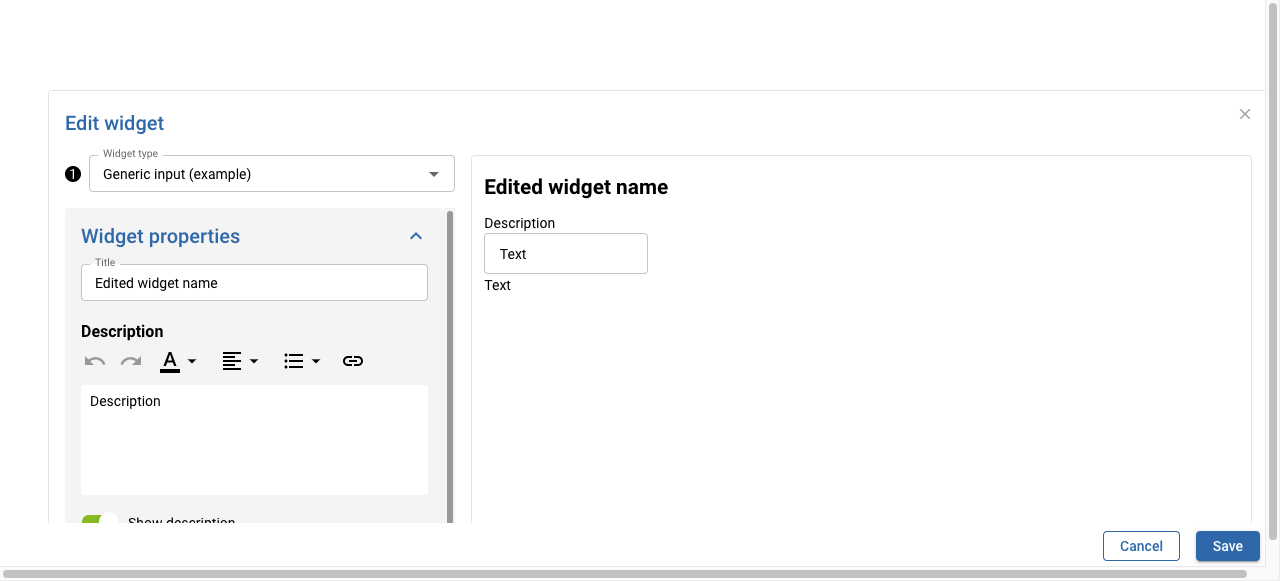 Edit widget
Widget type
1 Generic input (example)
Widget properties
Title
Edited widget name
Description
A
Description
Show description
Edited widget name
Description
Text
Text
Cancel Save